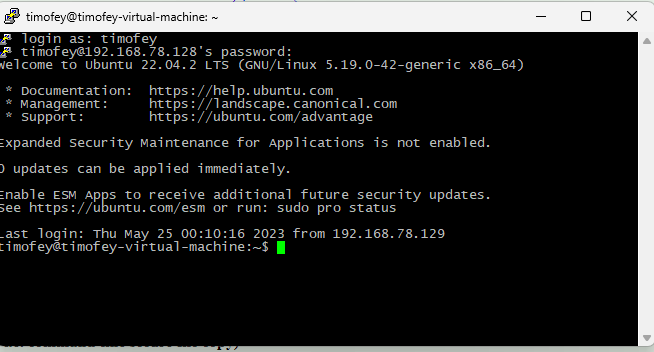 timofey@timofey-virtual-machine: ~
login as: timofey
timofey@192.168.78.128's password:
Welcome to Ubuntu 22.04.2 LTS (GNU/Linux 5.19.0-42-generic x86_64)
* Documentation:  https://help.ubuntu.com
* Management:     https://landscape.canonical.com
* Support:        https://ubuntu.com/advantage
Expanded Security Maintenance for Applications is not enabled.
0 updates can be applied immediately.
Enable ESM Apps to receive additional future security updates.
See https://ubuntu.com/esm or run: sudo pro status
Last login: Thu May 25 00:10:16 2023 from 192.168.78.129
timofey@timofey-virtual-machine:~$